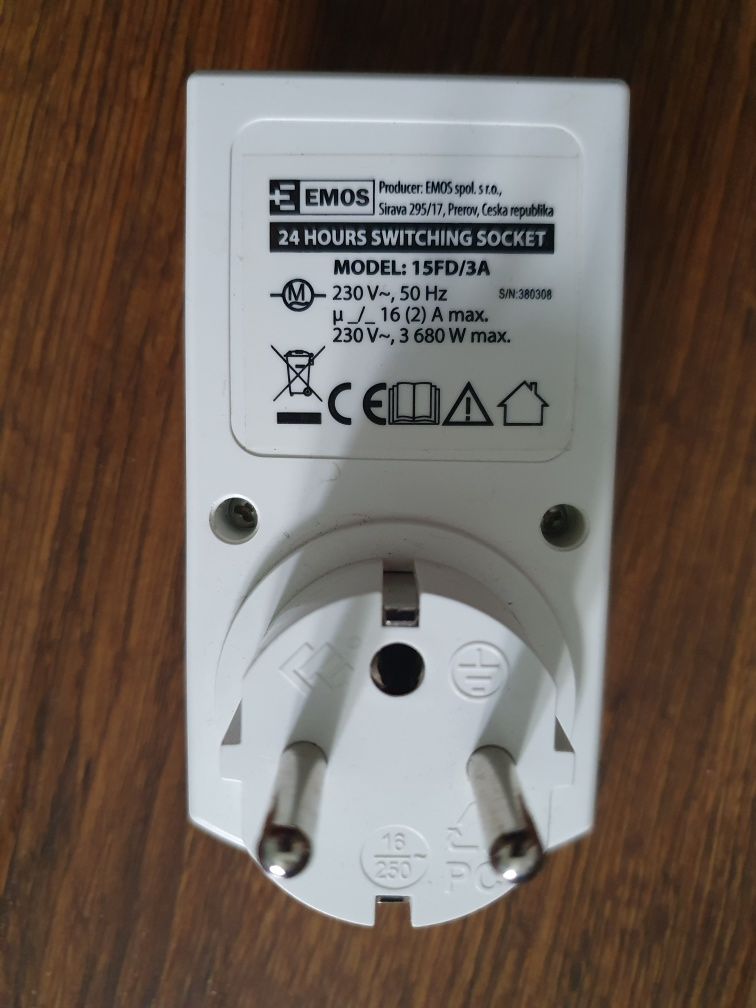 EMOS
Producer: EMOS spol. s r.o.,
Sirava 295/17, Prerov, Ceska republika
24 HOURS SWITCHING SOCKET
MODEL: 15FD/3A
M
230 V~, 50 Hz
S/N:380308
µ _/_ 16 (2) A max.
230 V~, 3 680 W max.
CE
16
250~